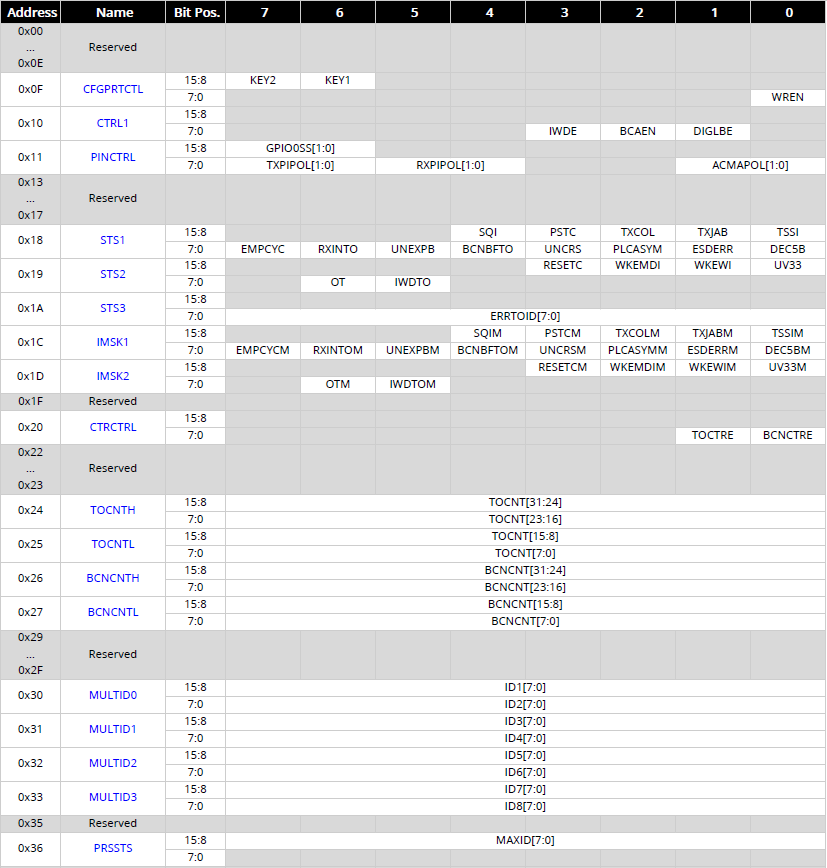 Address Name Bit Pos. 7 6 5 4 3 2 1 0
0x00
...
0x0E
Reserved
0x0F CFGPRTCTL 15:8 KEY2 KEY1
7:0 WREN
0x10 CTRL1 15:8
7:0 IWDE BCAEN DIGLBE
0x11 PINCTRL 15:8 GPIO0SS[1:0]
7:0 TXPIPOL[1:0] RXPIPOL[1:0] ACMAPOL[1:0]
0x13
...
0x17
Reserved
0x18 STS1 15:8 SQI PSTC TXCOL TXJAB TSSI
7:0 EMPCYC RXINTO UNEXPB BCNBFTO UNCRS PLCASYM ESDERR DEC5B
0x19 STS2 15:8 RESETC WKEMDI WKEWI UV33
7:0 OT IWDTO
0x1A STS3 15:8
7:0 ERRTOID[7:0]
0x1C IMSK1 15:8 SQIM PSTCM TXCOLM TXJABM TSSIM
7:0 EMPCYCM RXINTOM UNEXPBM BCNBFTOM UNCRSM PLCASYMM ESDERRM DEC5BM
0x1D IMSK2 15:8 RESETCM WKEMDIM WKEWIM UV33M
7:0 OTM IWDTOM
0x1F Reserved
0x20 CTRCTRL 15:8
7:0 TOCTRE BCNCTRE
0x22
...
0x23
Reserved
0x24 TOCNTH 15:8 TOCNT[31:24]
7:0 TOCNT[23:16]
0x25 TOCNTL 15:8 TOCNT[15:8]
7:0 TOCNT[7:0]
0x26 BCNCNTH 15:8 BCNCNT[31:24]
7:0 BCNCNT[23:16]
0x27 BCNCNTL 15:8 BCNCNT[15:8]
7:0 BCNCNT[7:0]
0x29
...
0x2F
Reserved
0x30 MULTID0 15:8 ID1[7:0]
7:0 ID2[7:0]
0x31 MULTID1 15:8 ID3[7:0]
7:0 ID4[7:0]
0x32 MULTID2 15:8 ID5[7:0]
7:0 ID6[7:0]
0x33 MULTID3 15:8 ID7[7:0]
7:0 ID8[7:0]
0x35 Reserved
0x36 PRSSTS 15:8 MAXID[7:0]
7:0